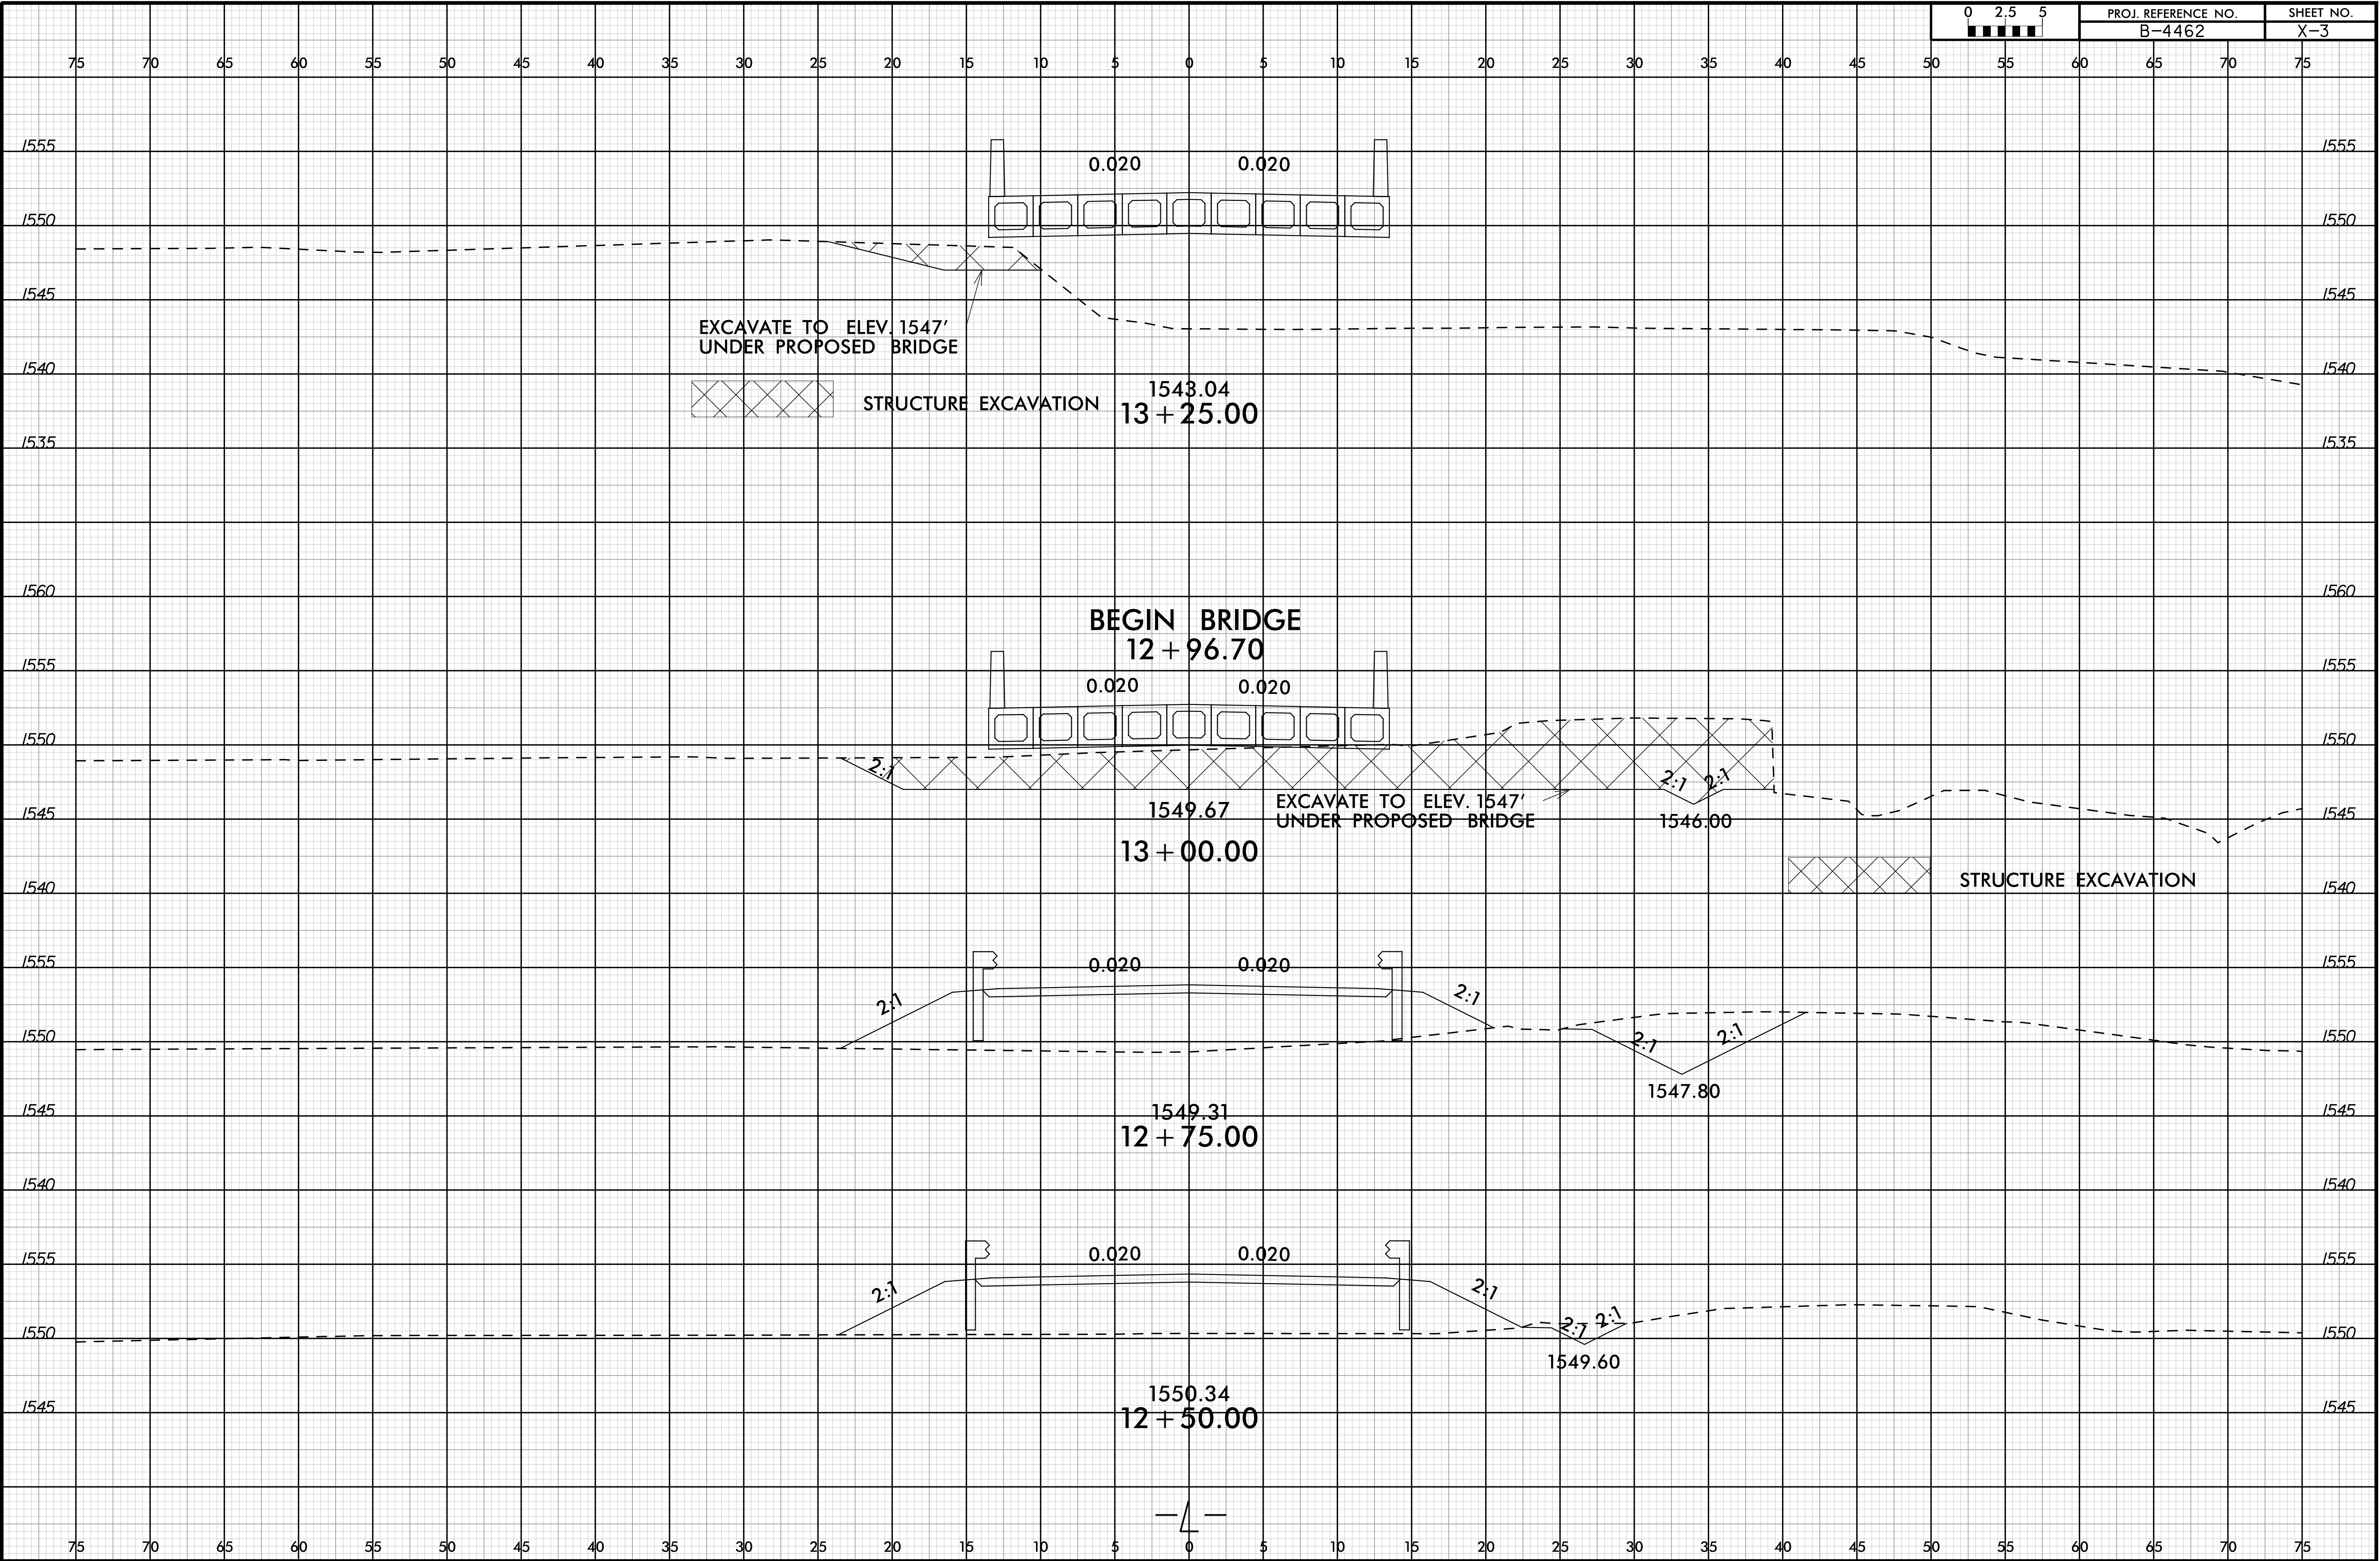 0 2.5 5
PROJ. REFERENCE NO. SHEET NO.
B-4462 X-3
75 70 65 60 55 50 45 40 35 30 25 20 15 10 5 0 5 10 15 20 25 30 35 40 45 50 55 60 65 70 75
1555 1555
0.020 0.020
1550 1550
1545 1545
EXCAVATE TO ELEV. 1547'
UNDER PROPOSED BRIDGE
1540 1540
1543.04
STRUCTURE EXCAVATION
13+25.00
1535 1535
1560 1560
BEGIN BRIDGE
12+96.70
1555 1555
0.020 0.020
1550 1550
2:1 2:1 2:1
EXCAVATE TO ELEV. 1547'
UNDER PROPOSED BRIDGE
1549.67
1546.00
1545 1545
13+00.00
STRUCTURE EXCAVATION
1540 1540
1555 1555
0.020 0.020
2:1 2:1
1550 1550
2:1 2:1
1547.80
1545 1545
1549.31
12+75.00
1540 1540
1555 1555
0.020 0.020
2:1 2:1
2:1 2:1
1550 1550
1549.60
1550.34
12+50.00
1545 1545
-L-
75 70 65 60 55 50 45 40 35 30 25 20 15 10 5 0 5 10 15 20 25 30 35 40 45 50 55 60 65 70 75